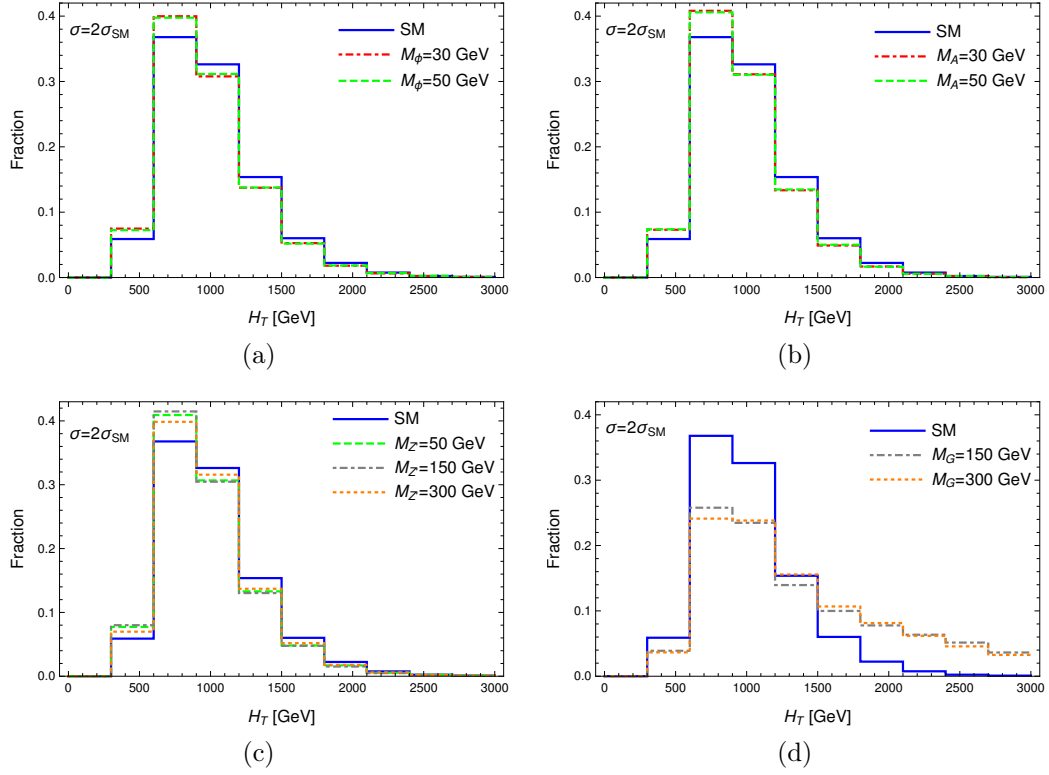 σ=2σSM
SM
Mϕ=30 GeV
Mϕ=50 GeV
Fraction
0.4
0.3
0.2
0.1
0.0
0 500 1000 1500 2000 2500 3000
HT [GeV]
(a)
σ=2σSM
SM
MA=30 GeV
MA=50 GeV
Fraction
0.4
0.3
0.2
0.1
0.0
0 500 1000 1500 2000 2500 3000
HT [GeV]
(b)
σ=2σSM
SM
MZ'=50 GeV
MZ'=150 GeV
MZ'=300 GeV
Fraction
0.4
0.3
0.2
0.1
0.0
0 500 1000 1500 2000 2500 3000
HT [GeV]
(c)
σ=2σSM
SM
MG=150 GeV
MG=300 GeV
Fraction
0.4
0.3
0.2
0.1
0.0
0 500 1000 1500 2000 2500 3000
HT [GeV]
(d)